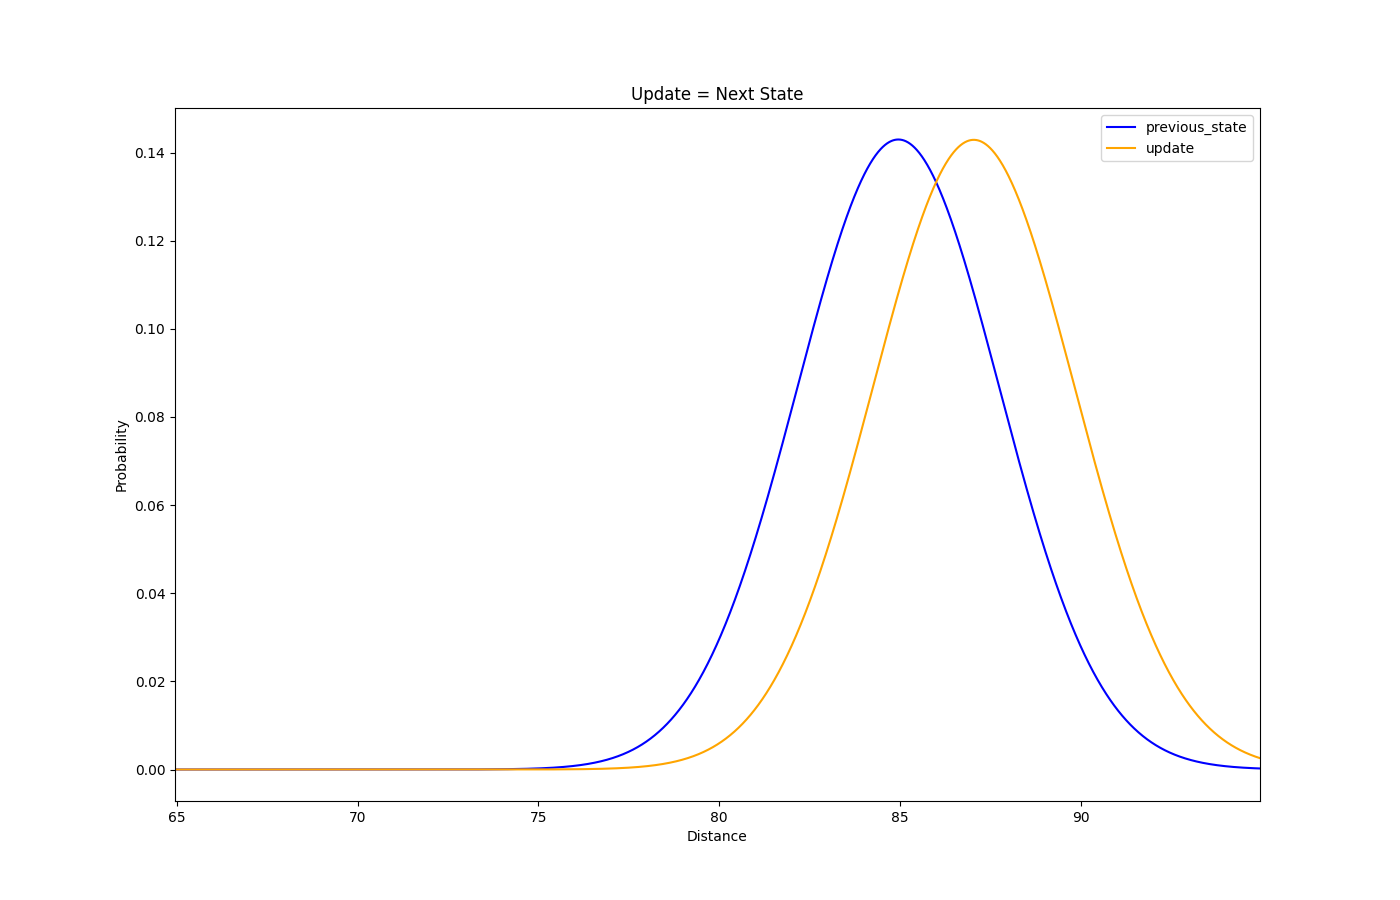 Update = Next State
previous_state
update
0.14
0.12
0.10
0.08
0.06
0.04
0.02
0.00
Probability
65 70 75 80 85 90
Distance